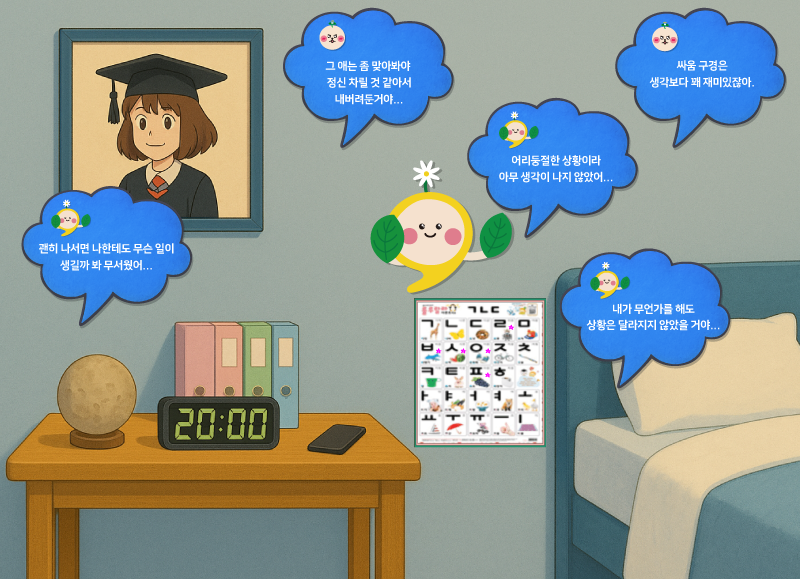 그 애는 좀 맞아봐야
정신 차릴 것 같아서
내버려둔거야...
싸움 구경은
생각보다 꽤 재미있잖아.
어리둥절한 상황이라
아무 생각이 나지 않았어...
괜히 나서면 나한테도 무슨 일이
생길까 봐 무서웠어...
내가 무언가를 해도
상황은 달라지지 않았을 거야...
20:00
ㄱㄴㄷ
ㄱ ㄴ ㄷ ㄹ ㅁ
ㅂ ㅅ ㅇ ㅈ ㅊ
ㅋ ㅌ ㅍ ㅎ
ㅏ ㅑ ㅓ ㅕ ㅗ
ㅛ ㅜ ㅠ ㅡ